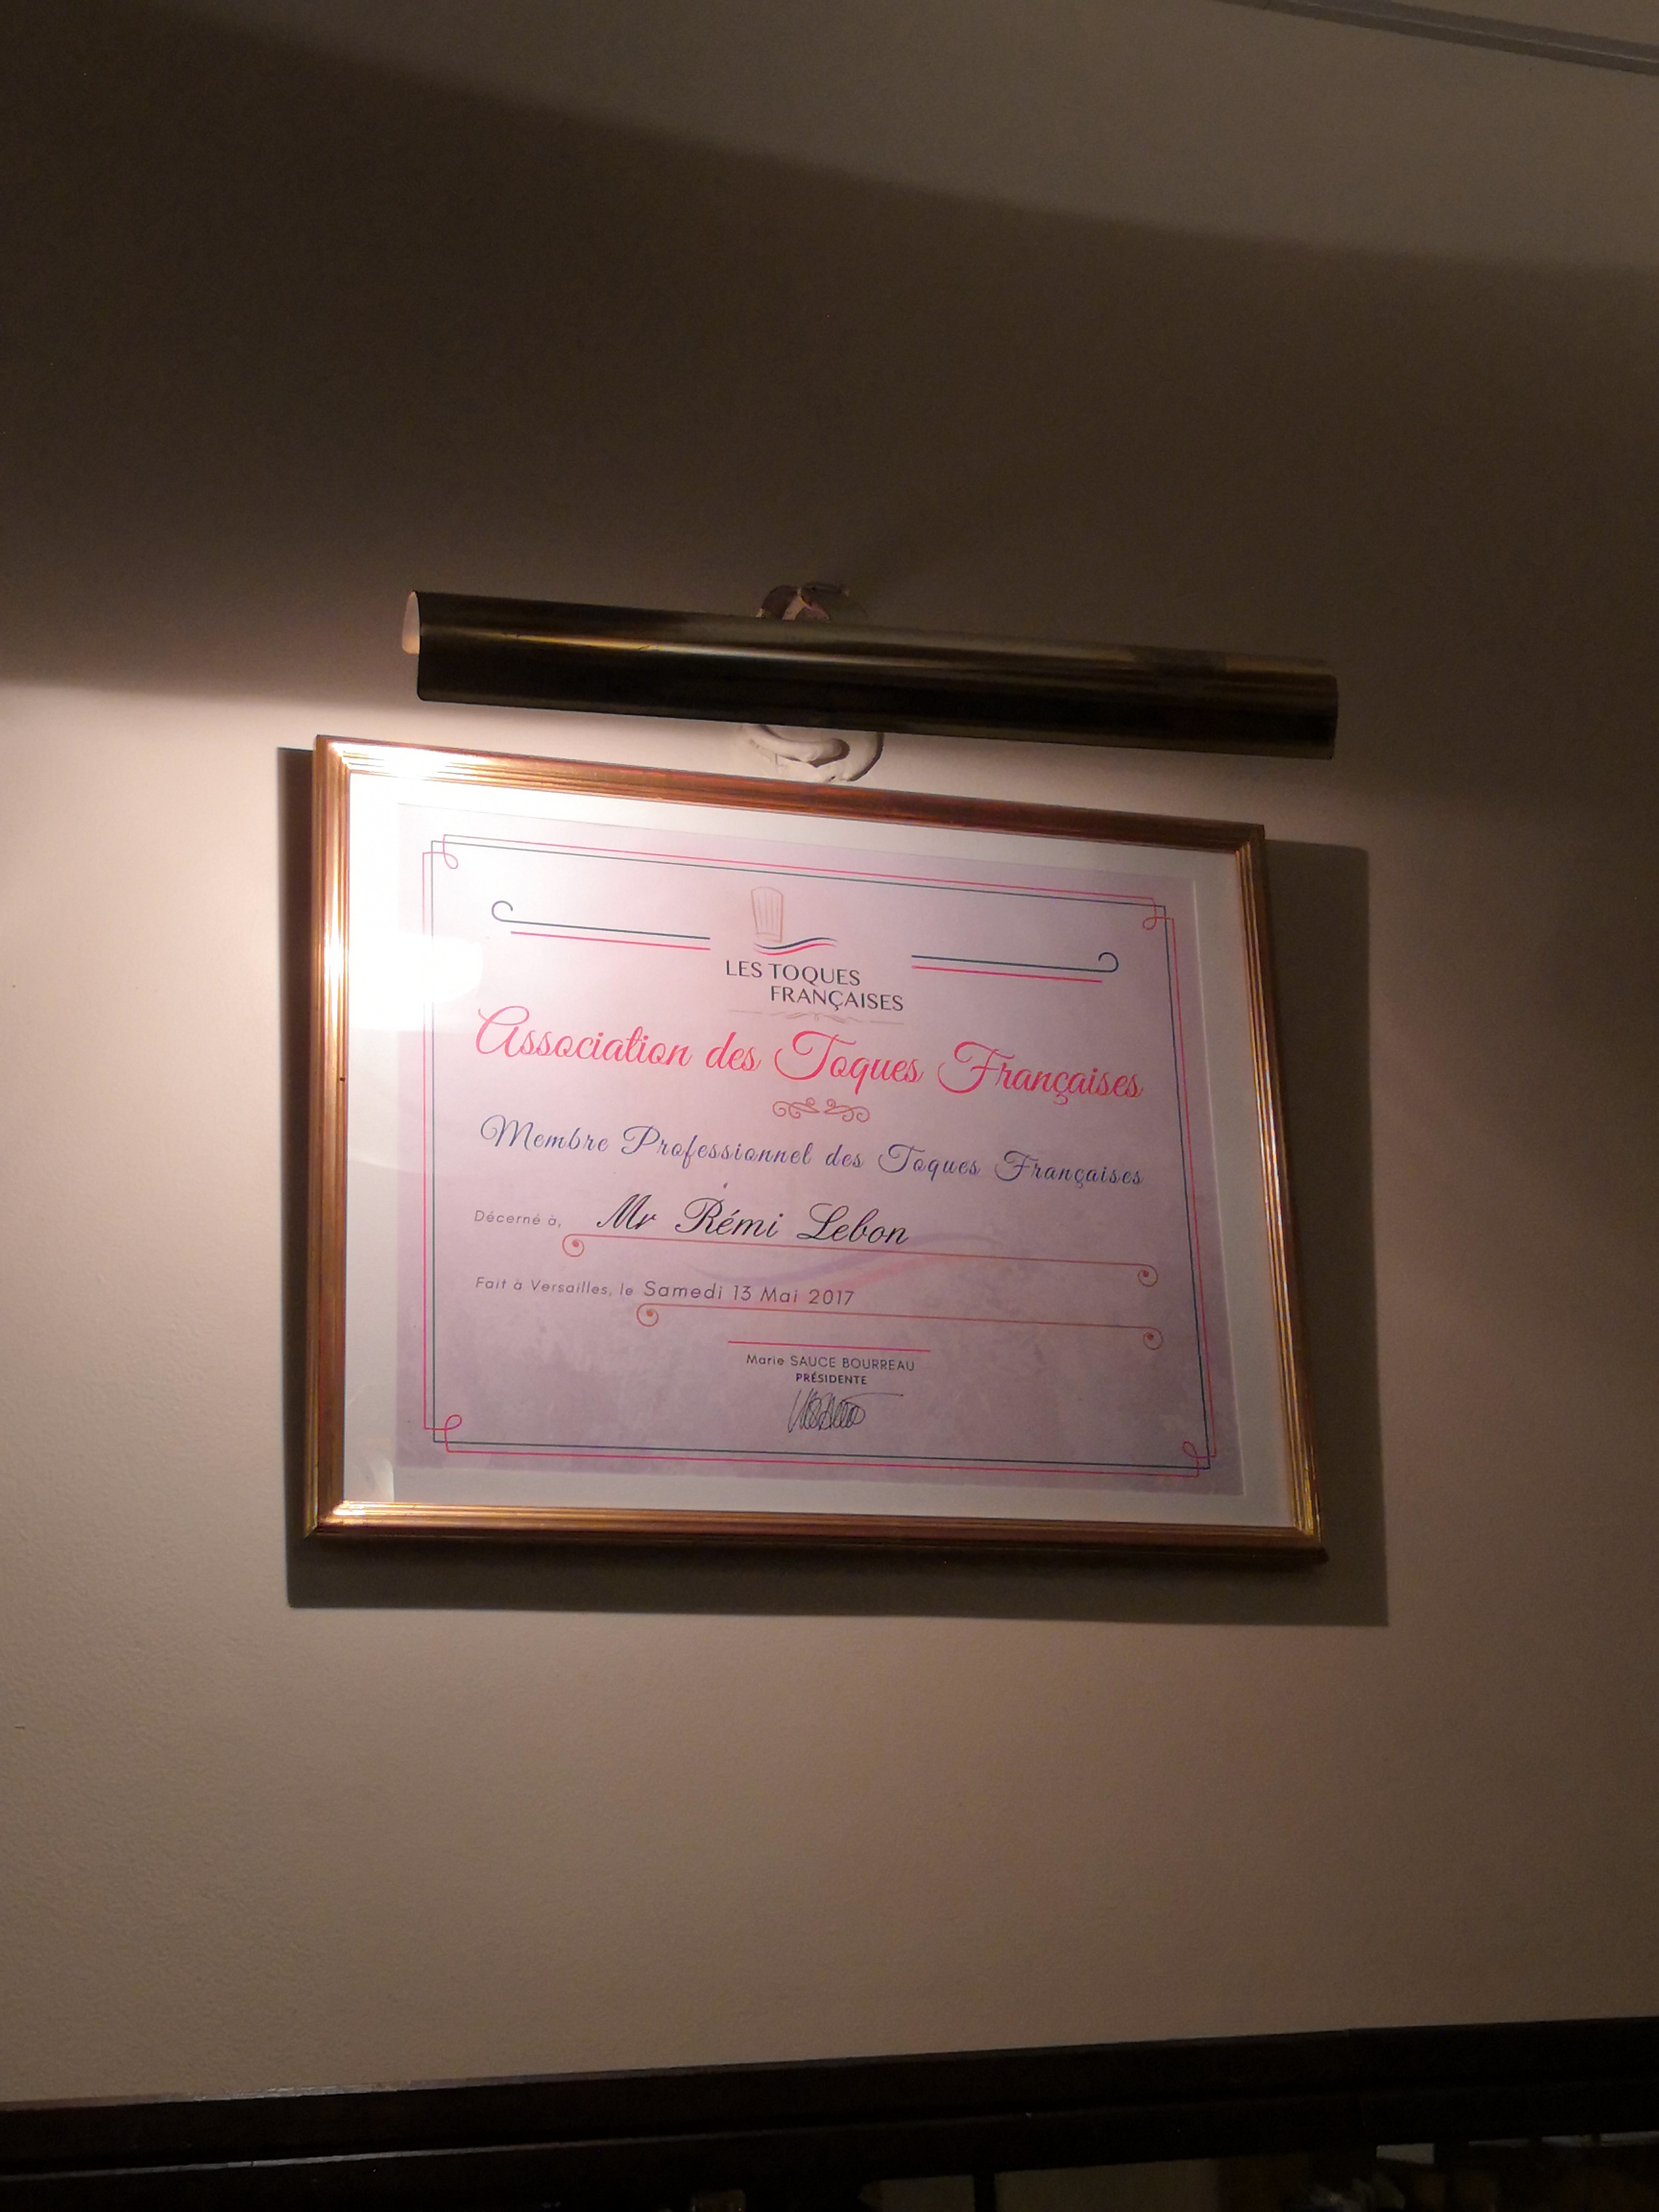 LES TOQUES
FRANÇAISES
Association des Toques Françaises
Membre Professionnel des Toques Françaises
Décerné à, Mr Rémi Lebon
Fait à Versailles, le Samedi 13 Mai 2017
Marie SAUCE BOURREAU
PRÉSIDENTE